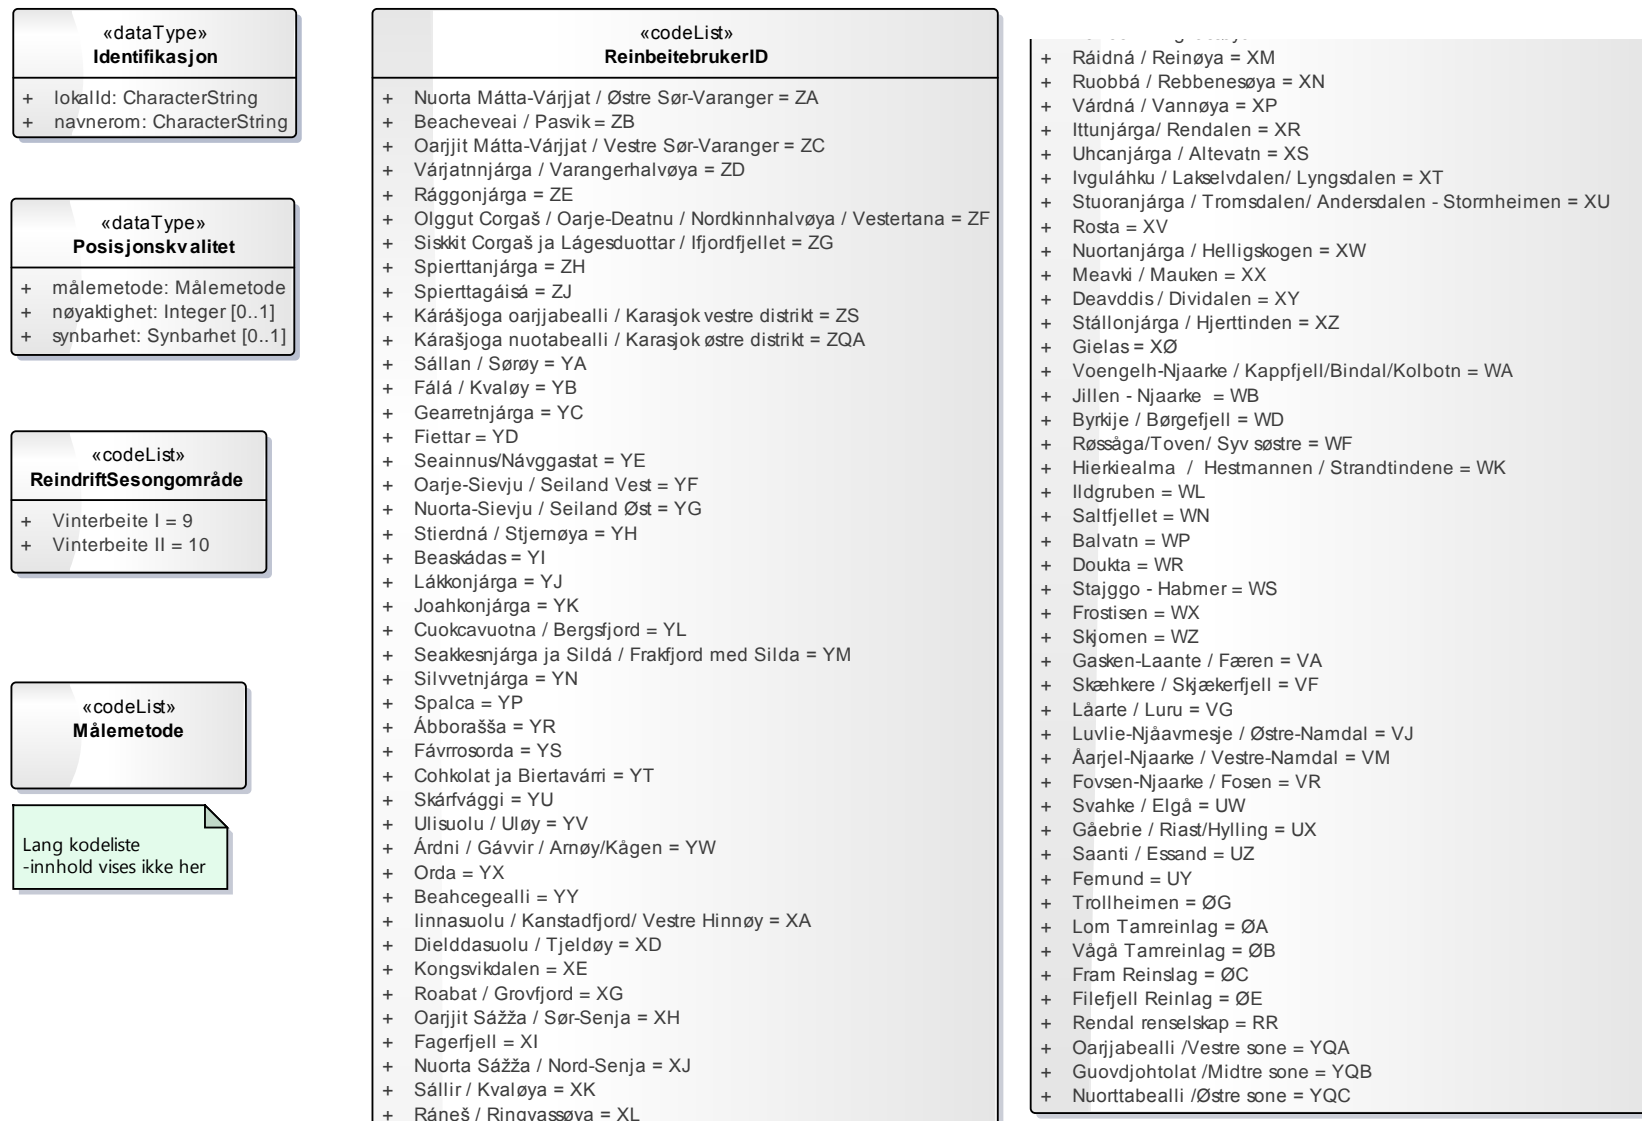 «dataType»
Identifikasjon
+ lokalId: CharacterString
+ navnerom: CharacterString
«dataType»
Posisjonskvalitet
+ målemetode: Målemetode
+ nøyaktighet: Integer [0..1]
+ synbarhet: Synbarhet [0..1]
«codeList»
ReindriftSesongområde
+ Vinterbeite I = 9
+ Vinterbeite II = 10
«codeList»
Målemetode
Lang kodeliste
-innhold vises ikke her
«codeList»
ReinbeitebrukerID
+ Nuorta Mátta-Várjjat / Østre Sør-Varanger = ZA
+ Beacheveai / Pasvik = ZB
+ Oarjjit Mátta-Várjjat / Vestre Sør-Varanger = ZC
+ Várjatnnjárga / Varangerhalvøya = ZD
+ Rággonjárga = ZE
+ Olggut Corgaš / Oarje-Deatnu / Nordkinnhalvøya / Vestertana = ZF
+ Siskkit Corgaš ja Lágesduottar / Ifjordfjellet = ZG
+ Spierttanjárga = ZH
+ Spierttagáisá = ZJ
+ Kárášjoga oarjjabealli / Karasjok vestre distrikt = ZS
+ Kárašjoga nuotabealli / Karasjok østre distrikt = ZQA
+ Sállan / Sørøy = YA
+ Fálá / Kvaløy = YB
+ Gearretnjárga = YC
+ Fiettar = YD
+ Seainnus/Návggastat = YE
+ Oarje-Sievju / Seiland Vest = YF
+ Nuorta-Sievju / Seiland Øst = YG
+ Stierdná / Stjernøya = YH
+ Beaskádas = YI
+ Lákkonjárga = YJ
+ Joahkonjárga = YK
+ Cuokcavuotna / Bergsfjord = YL
+ Seakkesnjárga ja Sildá / Frakfjord med Silda = YM
+ Silvvetnjárga = YN
+ Spalca = YP
+ Ábborašša = YR
+ Fávrrosorda = YS
+ Cohkolat ja Biertavárri = YT
+ Skárfvággi = YU
+ Ulisuolu / Uløy = YV
+ Árdni / Gávvir / Arnøy/Kågen = YW
+ Orda = YX
+ Beahcegealli = YY
+ Iinnasuolu / Kanstadfjord/ Vestre Hinnøy = XA
+ Dielddasuolu / Tjeldøy = XD
+ Kongsvikdalen = XE
+ Roabat / Grovfjord = XG
+ Oarjjit Sážža / Sør-Senja = XH
+ Fagerfjell = XI
+ Nuorta Sážža / Nord-Senja = XJ
+ Sállir / Kvaløya = XK
+ Ráneš / Ringvassøya = XL
+ Ráidná / Reinøya = XM
+ Ruobbá / Rebbenesøya = XN
+ Várdná / Vannøya = XP
+ Ittunjárga/ Rendalen = XR
+ Uhcanjárga / Altevatn = XS
+ Ivguláhku / Lakselvdalen/ Lyngsdalen = XT
+ Stuoranjárga / Tromsdalen/ Andersdalen - Stormheimen = XU
+ Rosta = XV
+ Nuortanjárga / Helligskogen = XW
+ Meavki / Mauken = XX
+ Deavddis / Dividalen = XY
+ Stállonjárga / Hjerttinden = XZ
+ Gielas = XØ
+ Voengelh-Njaarke / Kappfjell/Bindal/Kolbotn = WA
+ Jillen - Njaarke = WB
+ Byrkije / Børgefjell = WD
+ Røssåga/Toven/ Syv søstre = WF
+ Hierkiealma / Hestmannen / Strandtindene = WK
+ Ildgruben = WL
+ Saltfjellet = WN
+ Balvatn = WP
+ Doukta = WR
+ Stajggo - Habmer = WS
+ Frostisen = WX
+ Skjomen = WZ
+ Gasken-Laante / Færen = VA
+ Skæhkere / Skjækerfjell = VF
+ Låarte / Luru = VG
+ Luvlie-Njåavmesje / Østre-Namdal = VJ
+ Åarjel-Njaarke / Vestre-Namdal = VM
+ Fovsen-Njaarke / Fosen = VR
+ Svahke / Elgå = UW
+ Gåebrie / Riast/Hylling = UX
+ Saanti / Essand = UZ
+ Femund = UY
+ Trollheimen = ØG
+ Lom Tamreinlag = ØA
+ Vågå Tamreinlag = ØB
+ Fram Reinslag = ØC
+ Filefjell Reinlag = ØE
+ Rendal renselskap = RR
+ Oarjjabealli /Vestre sone = YQA
+ Guovdjohtolat /Midtre sone = YQB
+ Nuorttabealli /Østre sone = YQC